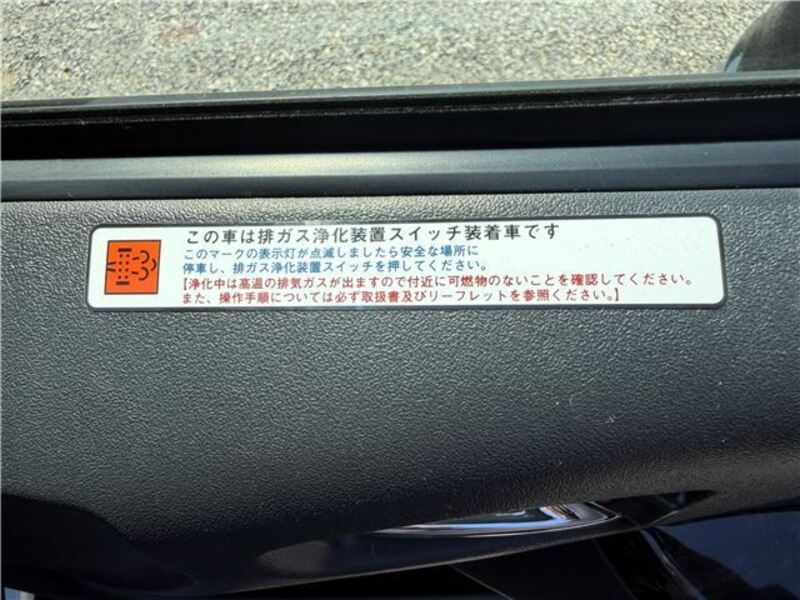 この車は排ガス浄化装置スイッチ装着車です
このマークの表示灯が点滅しましたら安全な場所に
停車し、排ガス浄化装置スイッチを押してください。
【浄化中は高温の排気ガスが出ますので付近に可燃物のないことを確認してください。
また、操作手順については必ず取扱書及びリーフレットを参照ください。】